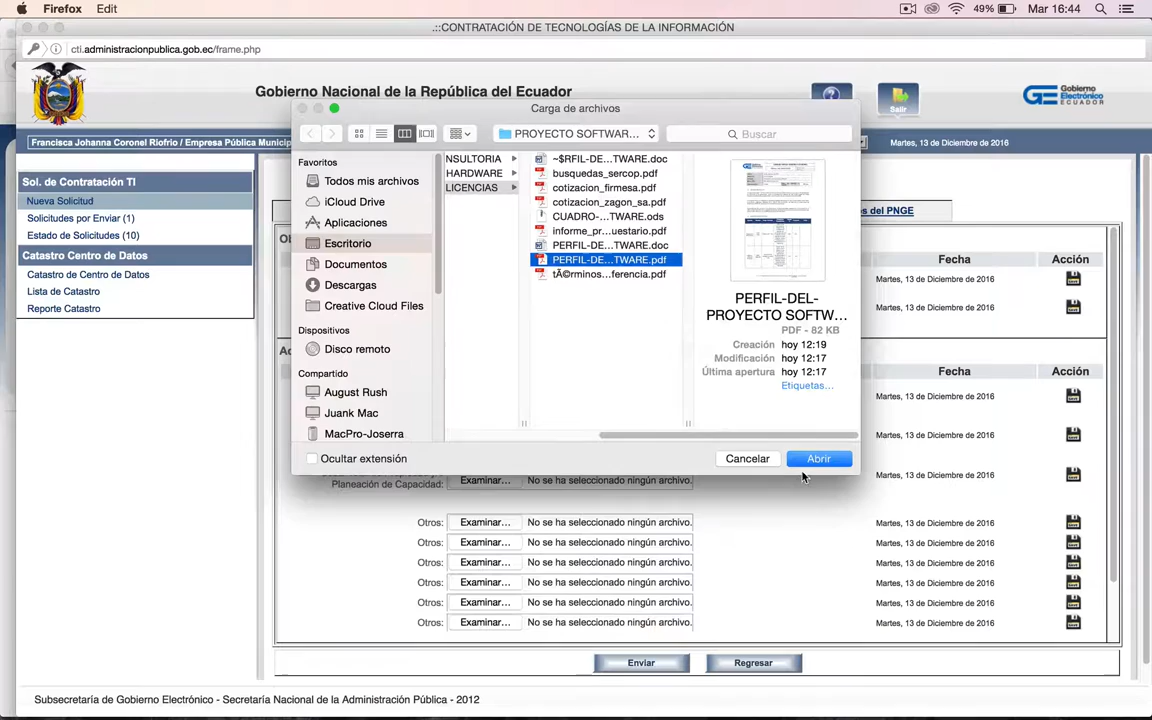 Firefox Edit 49% Mar 16:44
.::CONTRATACIÓN DE TECNOLOGÍAS DE LA INFORMACIÓN
cti.administracionpublica.gob.ec/frame.php
Gobierno Nacional de la República del Ecuador
Salir
GE Gobierno Electrónico ECUADOR
Francisca Johanna Coronel Riofrio / Empresa Pública Municip
Martes, 13 de Diciembre de 2016
Sol. de Contratación TI
Nueva Solicitud
Solicitudes por Enviar (1)
Estado de Solicitudes (10)
Catastro Centro de Datos
Catastro de Centro de Datos
Lista de Catastro
Reporte Catastro
Carga de archivos
PROYECTO SOFTWAR...
Buscar
Favoritos
Todos mis archivos
iCloud Drive
Aplicaciones
Escritorio
Documentos
Descargas
Creative Cloud Files
Dispositivos
Disco remoto
Compartido
August Rush
Juank Mac
MacPro-Joserra
NSULTORIA
HARDWARE
LICENCIAS
~$RFIL-DE...TWARE.doc
busquedas_sercop.pdf
cotizacion_firmesa.pdf
cotizacion_zagon_sa.pdf
CUADRO-...TWARE.ods
informe_pr...uestario.pdf
PERFIL-DE...TWARE.doc
PERFIL-DE...TWARE.pdf
tÃ©rminos...ferencia.pdf
PERFIL-DEL-
PROYECTO SOFTW...
PDF - 82 KB
Creación hoy 12:19
Modificación hoy 12:17
Última apertura hoy 12:17
Etiquetas...
Ocultar extensión
Cancelar
Abrir
s del PNGE
Ol
Fecha Acción
Martes, 13 de Diciembre de 2016
Martes, 13 de Diciembre de 2016
Ac
Fecha Acción
Martes, 13 de Diciembre de 2016
Martes, 13 de Diciembre de 2016
Martes, 13 de Diciembre de 2016
Planeación de Capacidad: Examinar... No se ha seleccionado ningún archivo.
Otros: Examinar... No se ha seleccionado ningún archivo. Martes, 13 de Diciembre de 2016
Otros: Examinar... No se ha seleccionado ningún archivo. Martes, 13 de Diciembre de 2016
Otros: Examinar... No se ha seleccionado ningún archivo. Martes, 13 de Diciembre de 2016
Otros: Examinar... No se ha seleccionado ningún archivo. Martes, 13 de Diciembre de 2016
Otros: Examinar... No se ha seleccionado ningún archivo. Martes, 13 de Diciembre de 2016
Otros: Examinar... No se ha seleccionado ningún archivo. Martes, 13 de Diciembre de 2016
Enviar
Regresar
Subsecretaría de Gobierno Electrónico - Secretaría Nacional de la Administración Pública - 2012